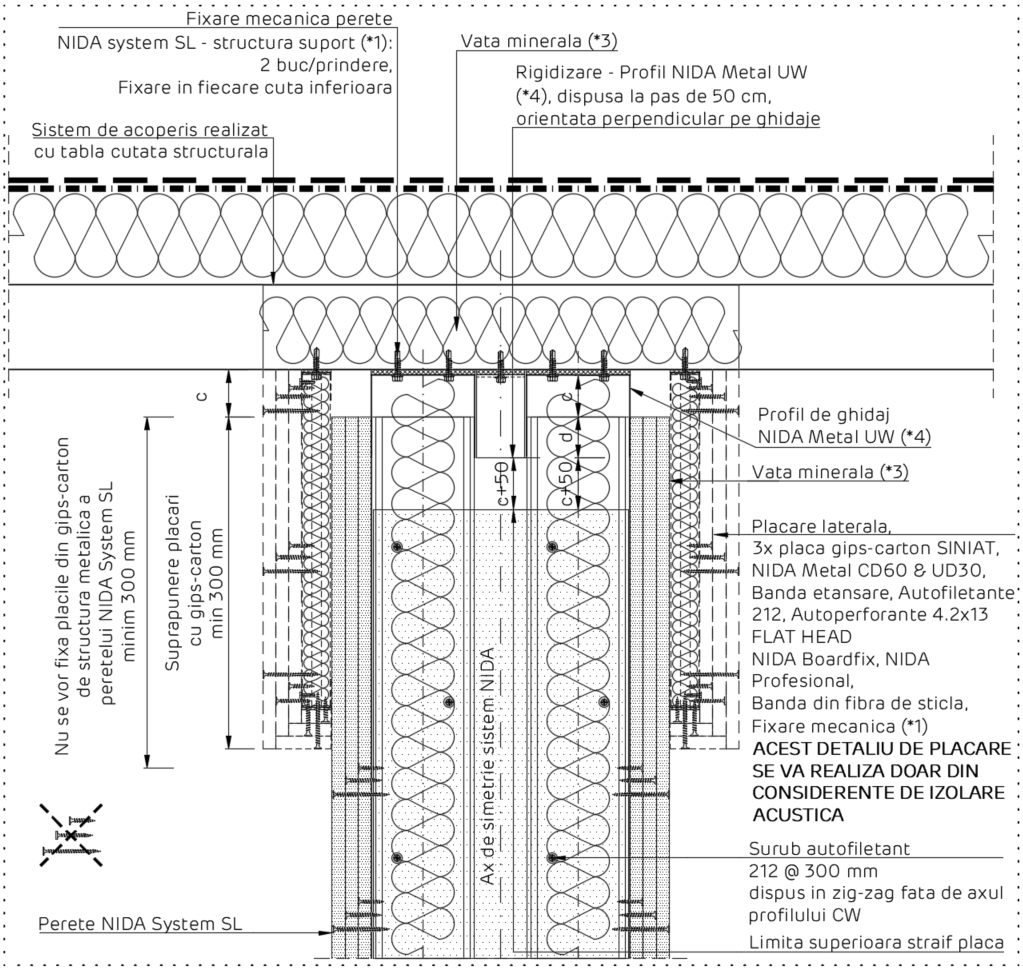 Fixare mecanica perete
NIDA system SL - structura suport (*1):
2 buc/prindere,
Fixare in fiecare cuta inferioara
Vata minerala (*3)
Rigidizare - Profil NIDA Metal UW
(*4), dispusa la pas de 50 cm,
orientata perpendicular pe ghidaje
Sistem de acoperis realizat
cu tabla cutata structurala
c
c
d
c+50
c+50
Profil de ghidaj
NIDA Metal UW (*4)
Vata minerala (*3)
Nu se vor fixa placile din gips-carton
de structura metalica a
peretelui NIDA System SL
minim 300 mm
Suprapunere placari
cu gips-carton
min 300 mm
Placare laterala,
3x placa gips-carton SINIAT,
NIDA Metal CD60 & UD30,
Banda etansare, Autofiletante
212, Autoperforante 4.2x13
FLAT HEAD
NIDA Boardfix, NIDA
Profesional,
Banda din fibra de sticla,
Fixare mecanica (*1)
ACEST DETALIU DE PLACARE
SE VA REALIZA DOAR DIN
CONSIDERENTE DE IZOLARE
ACUSTICA
Ax de simetrie sistem NIDA
Surub autofiletant
212 @ 300 mm
dispus in zig-zag fata de axul
profilului CW
Perete NIDA System SL
Limita superioara straif placa